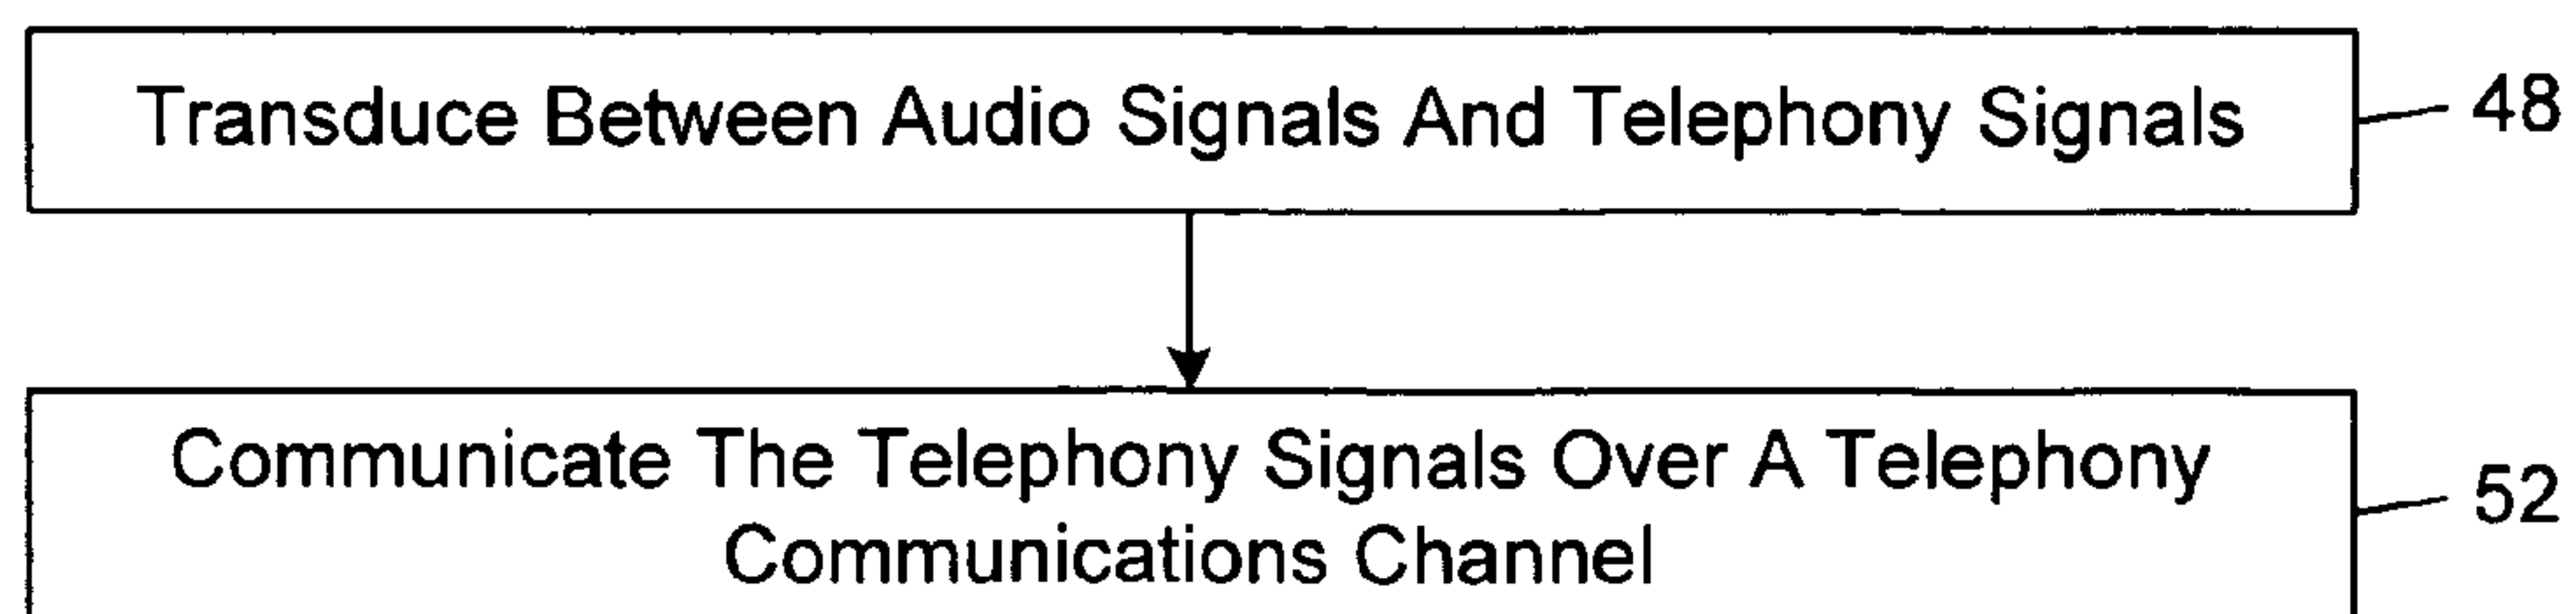 Transduce Between Audio Signals And Telephony Signals
48
Communicate The Telephony Signals Over A Telephony
Communications Channel
52